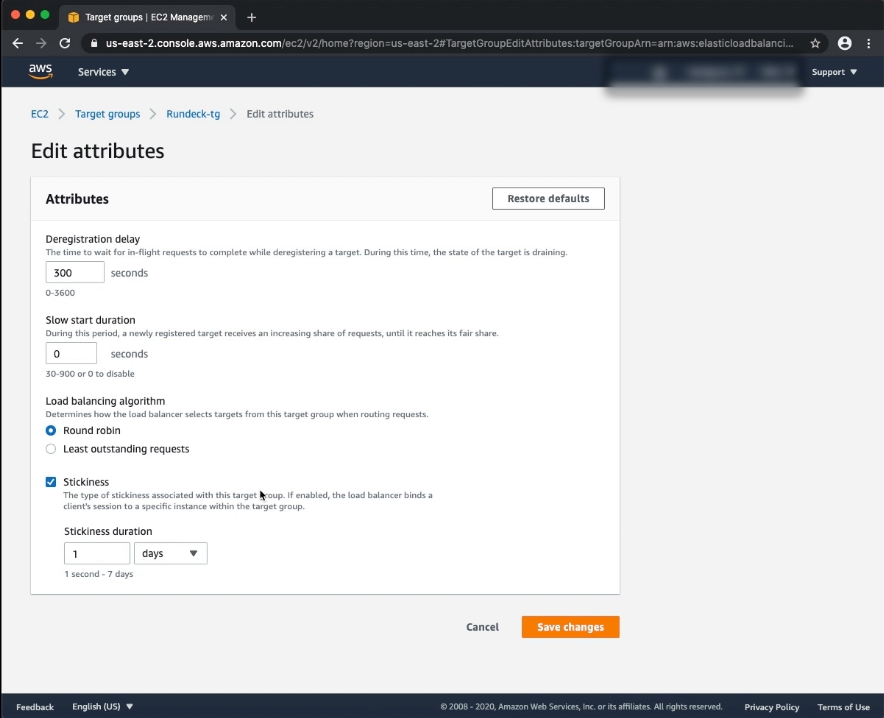 Target groups | EC2 Managem
us-east-2.console.aws.amazon.com/ec2/v2/home?region=us-east-2#TargetGroupEditAttributes:targetGroupArn=arn:aws:elasticloadbalanci...
aws
Services
Support
EC2 > Target groups > Rundeck-tg > Edit attributes
Edit attributes
Attributes
Restore defaults
Deregistration delay
The time to wait for in-flight requests to complete while deregistering a target. During this time, the state of the target is draining.
300 seconds
0-3600
Slow start duration
During this period, a newly registered target receives an increasing share of requests, until it reaches its fair share.
0 seconds
30-900 or 0 to disable
Load balancing algorithm
Determines how the load balancer selects targets from this target group when routing requests.
Round robin
Least outstanding requests
Stickiness
The type of stickiness associated with this target group. If enabled, the load balancer binds a
client's session to a specific instance within the target group.
Stickiness duration
1 days
1 second - 7 days
Cancel
Save changes
Feedback English (US) © 2008 - 2020, Amazon Web Services, Inc. or its affiliates. All rights reserved. Privacy Policy Terms of Use